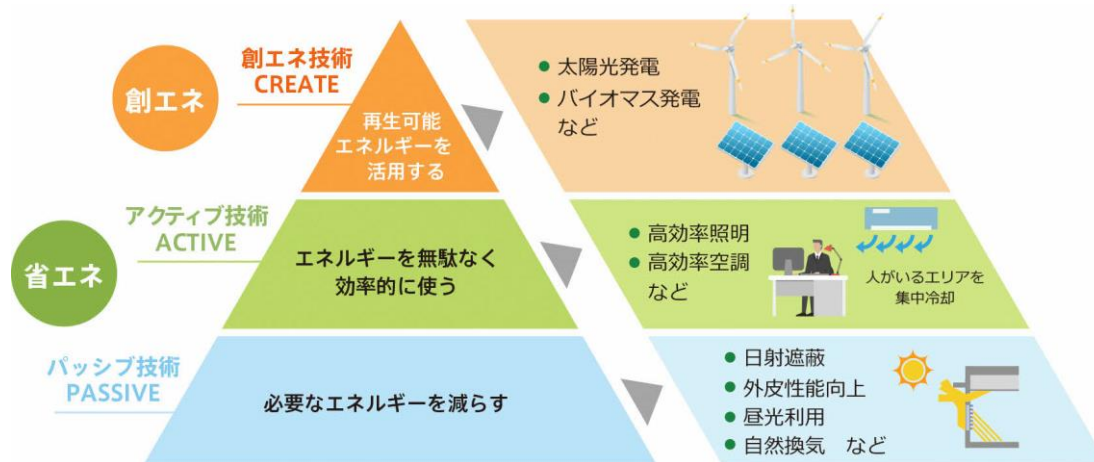 創エネ
創エネ技術
CREATE
再生可能
エネルギーを
活用する
● 太陽光発電
● バイオマス発電
など
省エネ
アクティブ技術
ACTIVE
エネルギーを無駄なく
効率的に使う
● 高効率照明
● 高効率空調
など
人がいるエリアを
集中冷却
パッシブ技術
PASSIVE
必要なエネルギーを減らす
● 日射遮蔽
● 外皮性能向上
● 昼光利用
● 自然換気　など